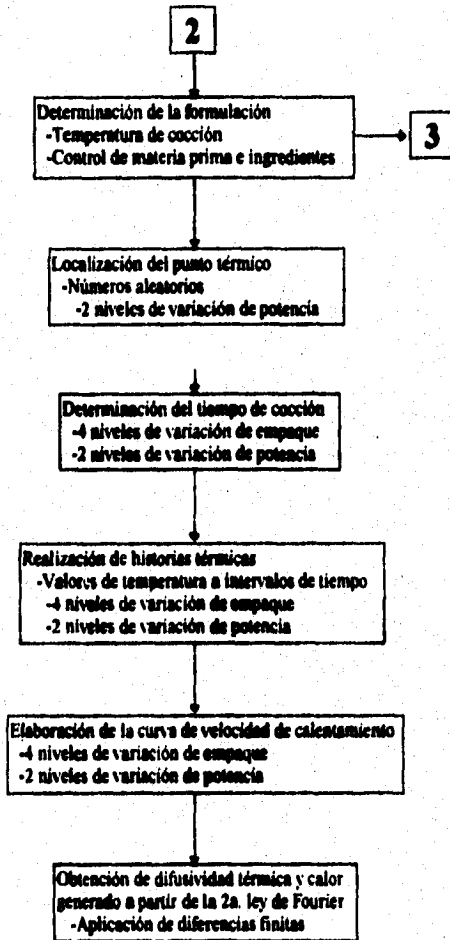 2
Determinación de la formulación
-Temperatura de cocción
-Control de materia prima e ingredientes
3
Localización del punto térmico
-Números aleatorios
-2 niveles de variación de potencia
Determinación del tiempo de cocción
-4 niveles de variación de empaque
-2 niveles de variación de potencia
Realización de historias térmicas
-Valores de temperatura a intervalos de tiempo
-4 niveles de variación de empaque
-2 niveles de variación de potencia
Elaboración de la curva de velocidad de calentamiento
-4 niveles de variación de empaque
-2 niveles de variación de potencia
Obtención de difusividad térmica y calor
generado a partir de la 2a. ley de Fourier
-Aplicación de diferencias finitas